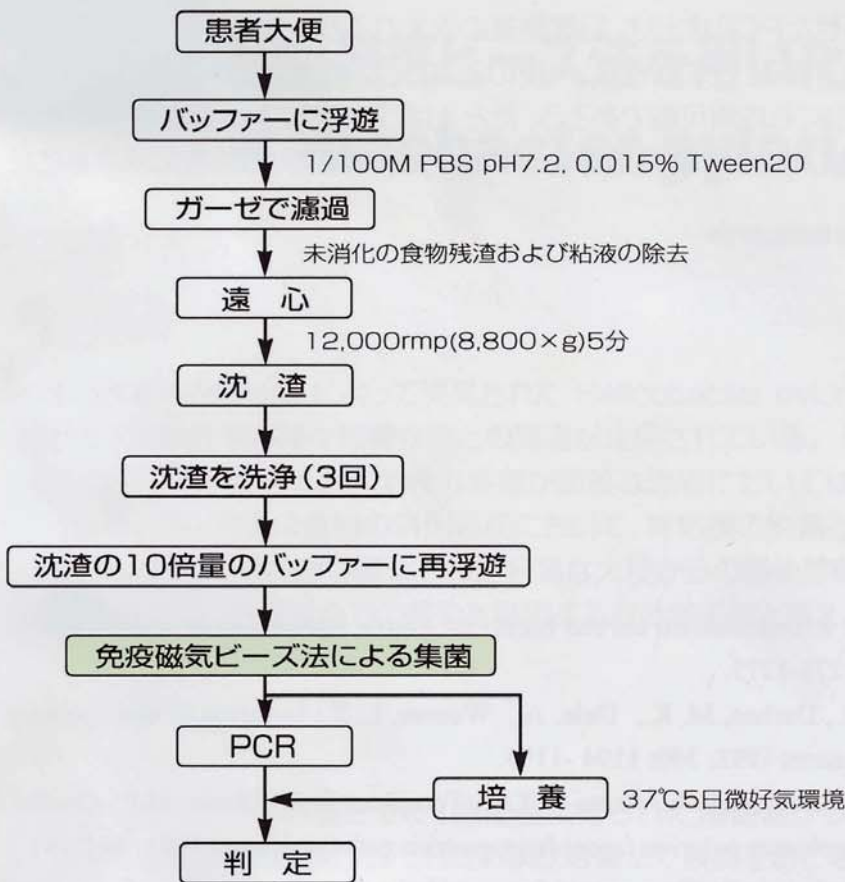 患者大便
バッファーに浮遊
1/100M PBS pH7.2, 0.015% Tween20
ガーゼで濾過
未消化の食物残渣および粘液の除去
遠 心
12,000rmp(8,800×g)5分
沈 渣
沈渣を洗浄(3回)
沈渣の10倍量のバッファーに再浮遊
免疫磁気ビーズ法による集菌
PCR
培 養 37℃5日微好気環境
判 定